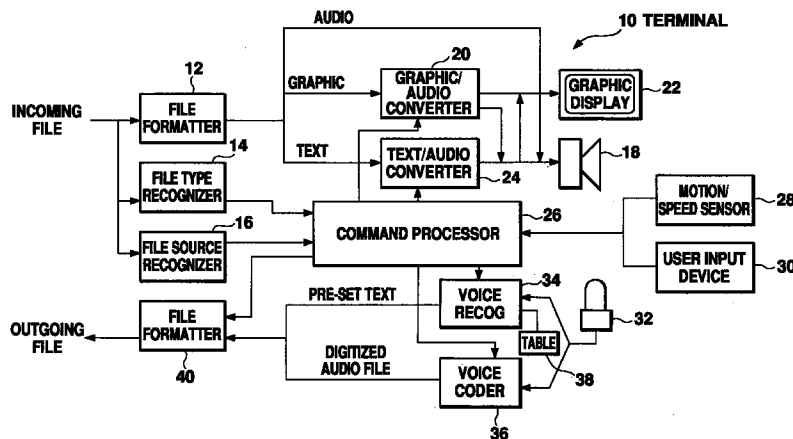 AUDIO
10 TERMINAL
20
12
GRAPHIC
GRAPHIC/
AUDIO
CONVERTER
GRAPHIC
DISPLAY
22
INCOMING
FILE
FILE
FORMATTER
14
TEXT
TEXT/AUDIO
CONVERTER
24
18
FILE TYPE
RECOGNIZER
16
26
MOTION/
SPEED SENSOR
28
COMMAND PROCESSOR
FILE SOURCE
RECOGNIZER
USER INPUT
DEVICE
30
34
PRE-SET TEXT
VOICE
RECOG
32
OUTGOING
FILE
FILE
FORMATTER
40
TABLE
38
DIGITIZED
AUDIO FILE
VOICE
CODER
36